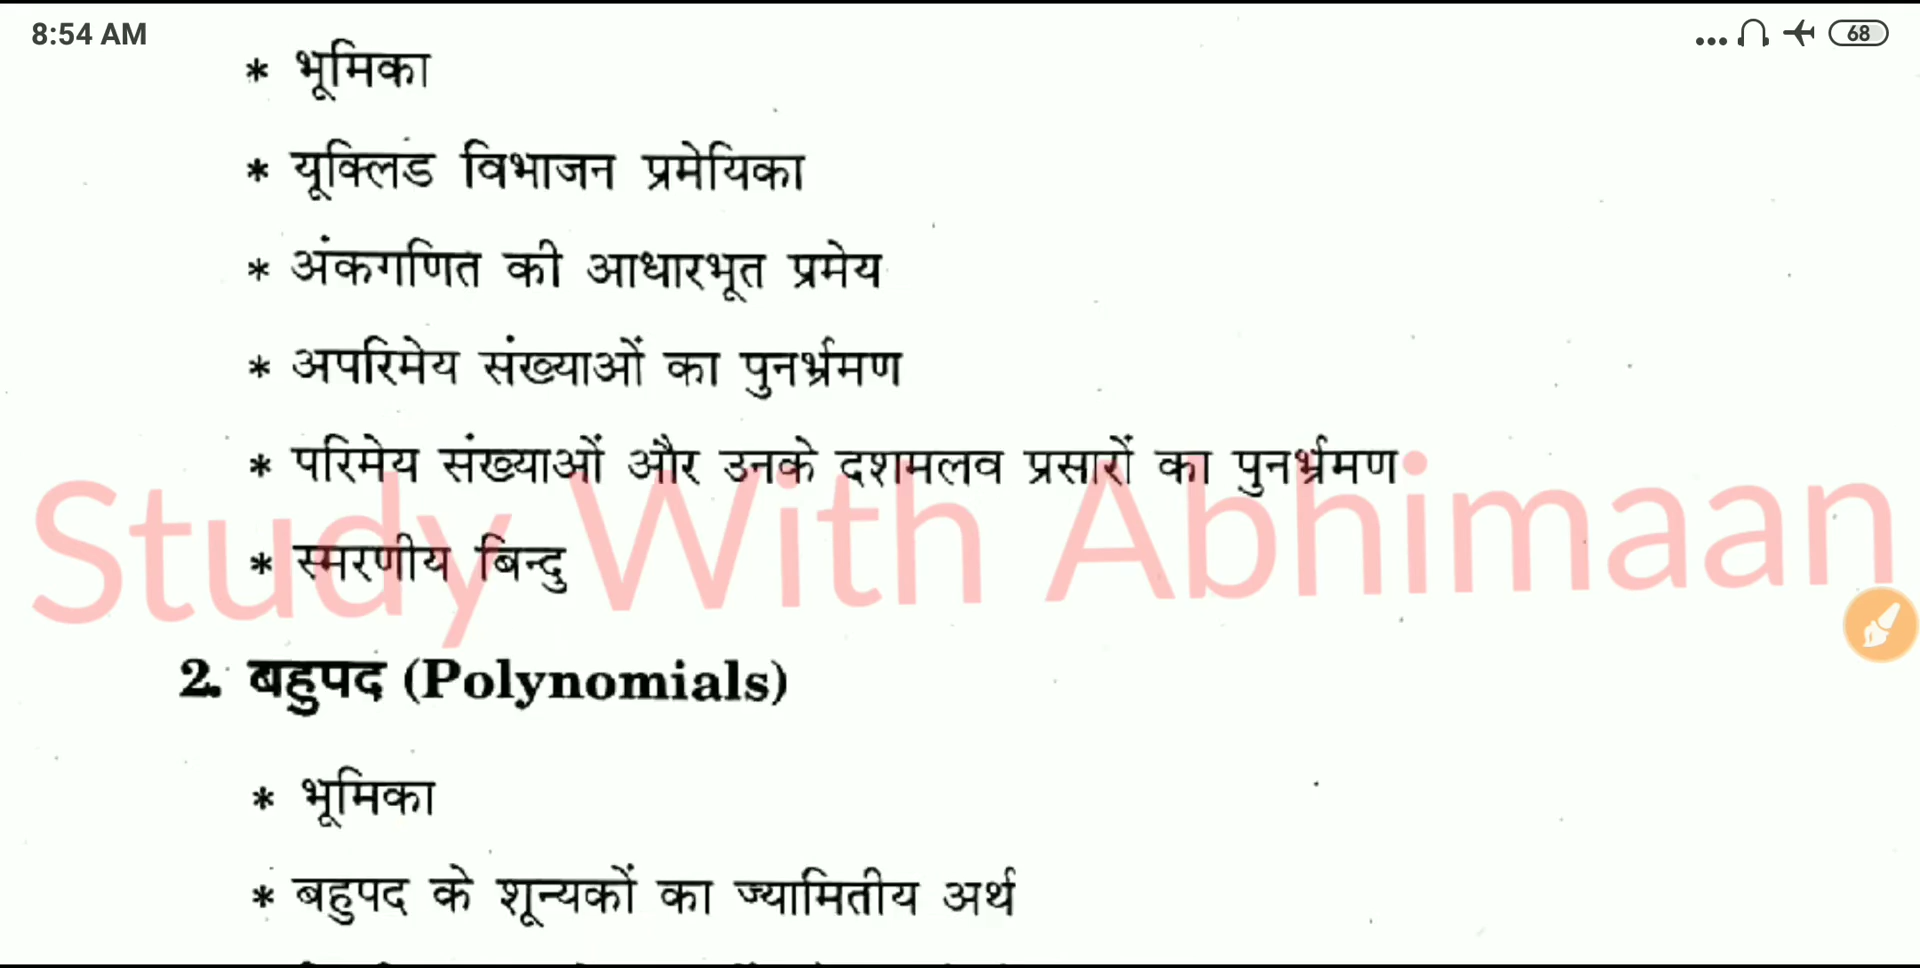 8:54 AM
68
* भूमिका
* यूक्लिड विभाजन प्रमेयिका
* अंकगणित की आधारभूत प्रमेय
* अपरिमेय संख्याओं का पुनर्भ्रमण
* परिमेय संख्याओं और उनके दशमलव प्रसारों का पुनर्भ्रमण
Study With Abhimaan
* स्मरणीय बिन्दु
2. बहुपद (Polynomials)
* भूमिका
* बहुपद के शून्यकों का ज्यामितीय अर्थ